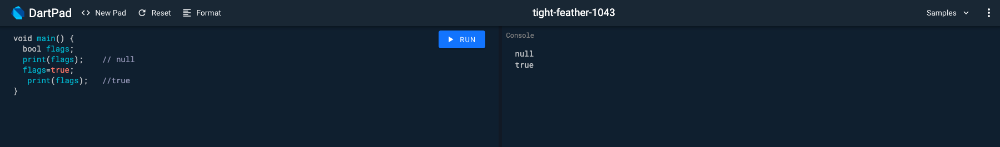 DartPad <> New Pad Reset Format tight-feather-1043 Samples
void main() {
  bool flags;
  print(flags);    // null
  flags=true;
   print(flags);   //true
}
RUN
Console
null
true